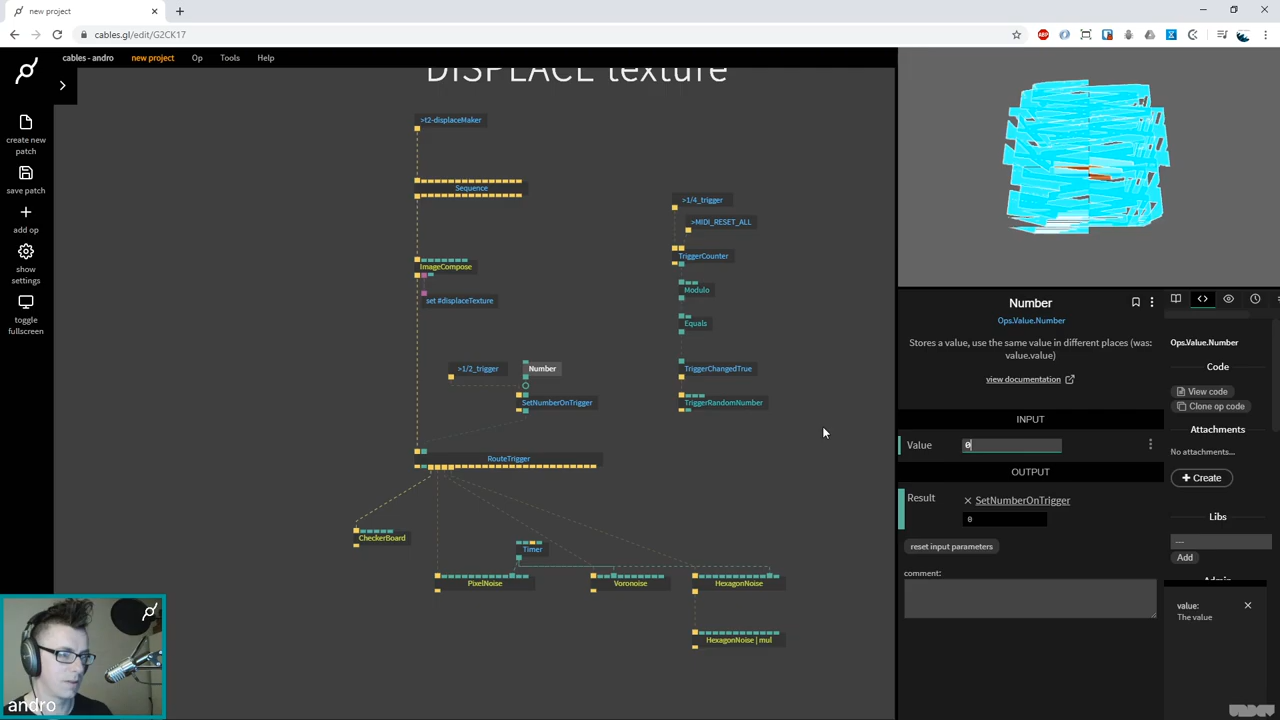 new project
cables.gl/edit/G2CK17
cables - andro
new project
Op
Tools
Help
create new
patch
save patch
add op
show
settings
toggle
fullscreen
DISPLACE texture
>t2-displaceMaker
Sequence
ImageCompose
set #displaceTexture
>1/4_trigger
>MIDI_RESET_ALL
TriggerCounter
Modulo
Equals
>1/2_trigger
Number
TriggerChangedTrue
SetNumberOnTrigger
TriggerRandomNumber
RouteTrigger
CheckerBoard
Timer
PixelNoise
Voronoise
HexagonNoise
HexagonNoise | mul
Number
Ops.Value.Number
Stores a value, use the same value in different places (was:
value.value)
view documentation
INPUT
Value
0
OUTPUT
Result
SetNumberOnTrigger
0
reset input parameters
comment:
Ops.Value.Number
Code
View code
Clone op code
Attachments
No attachments...
+ Create
Libs
---
Add
Admin
value:
The value
andro